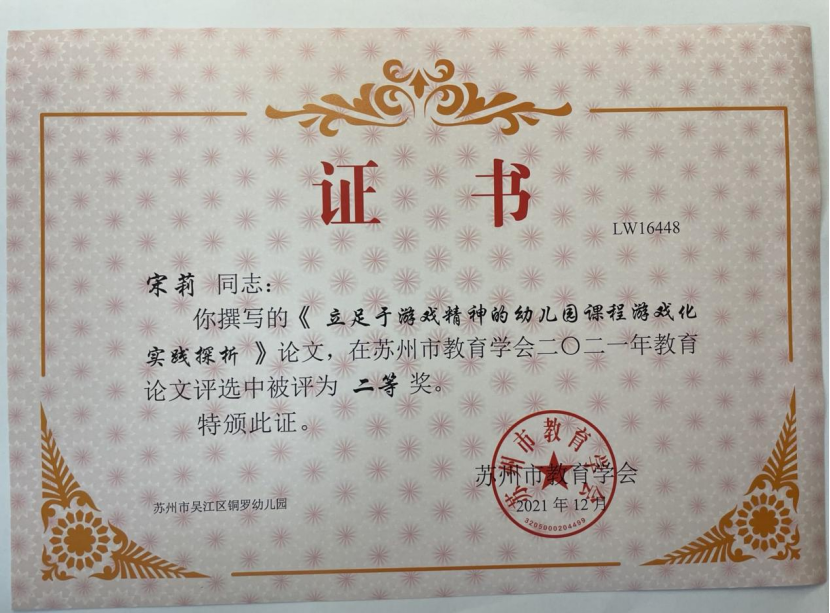 证 书
LW16448
宋莉 同志：
你撰写的《 立足于游戏精神的幼儿园课程游戏化
实践探析 》论文，在苏州市教育学会二〇二一年教育
论文评选中被评为 二等 奖。
特颁此证。
苏州市教育学会
苏州市教育学会
苏州市吴江区铜罗幼儿园
2021 年 12 月
3205000204499